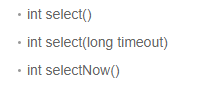 • int select()
• int select(long timeout)
• int selectNow()